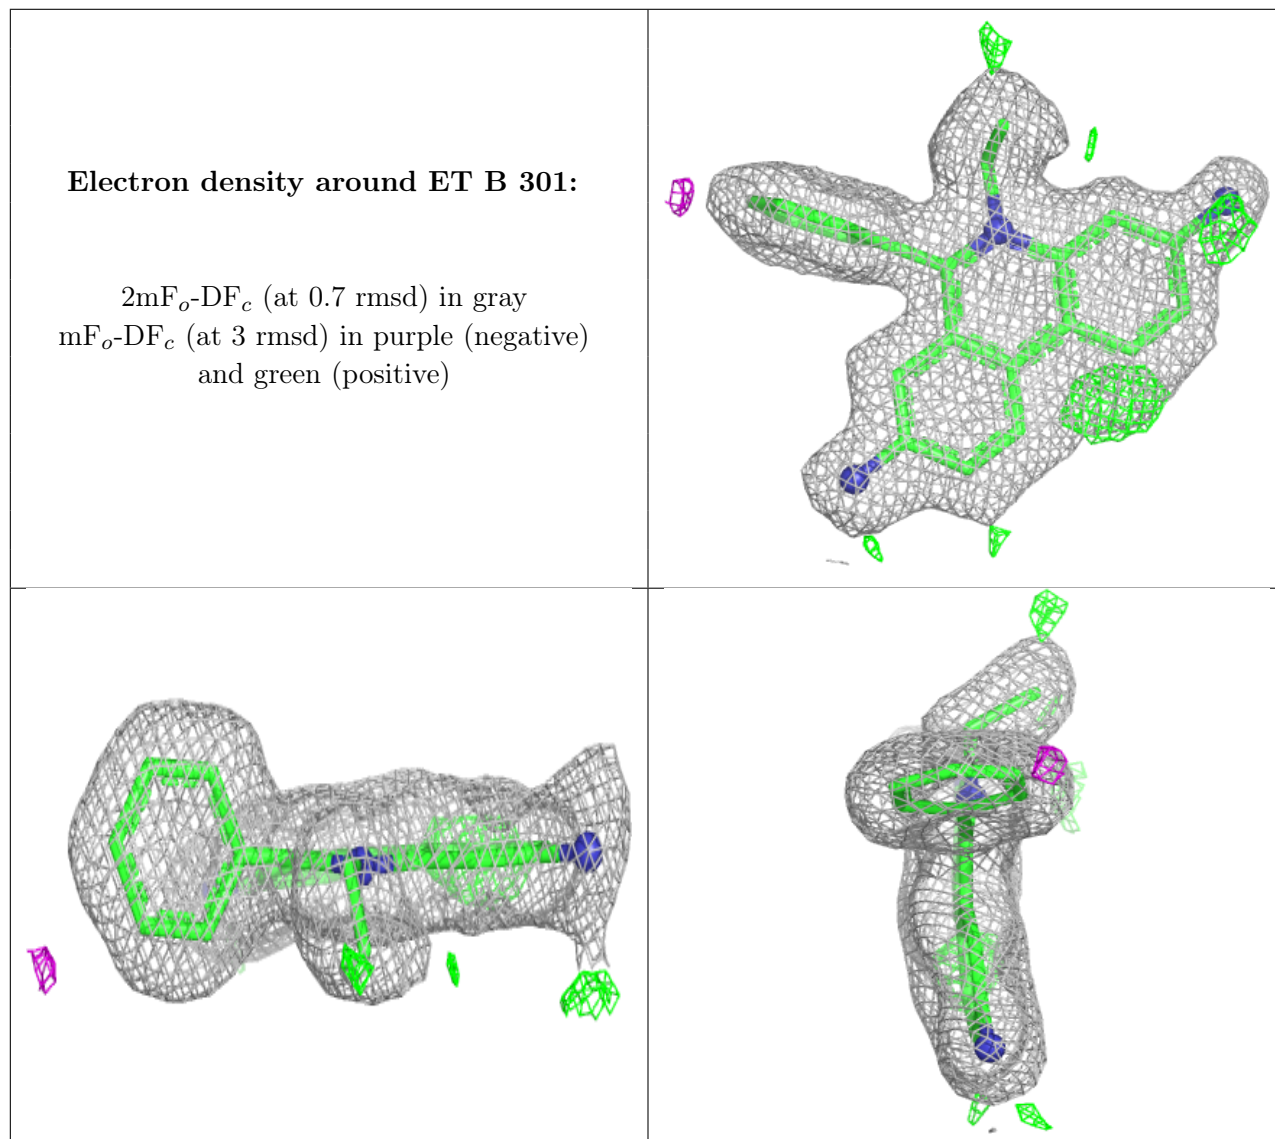 Electron density around ET B 301:
2mFo-DFc (at 0.7 rmsd) in gray
mFo-DFc (at 3 rmsd) in purple (negative)
and green (positive)